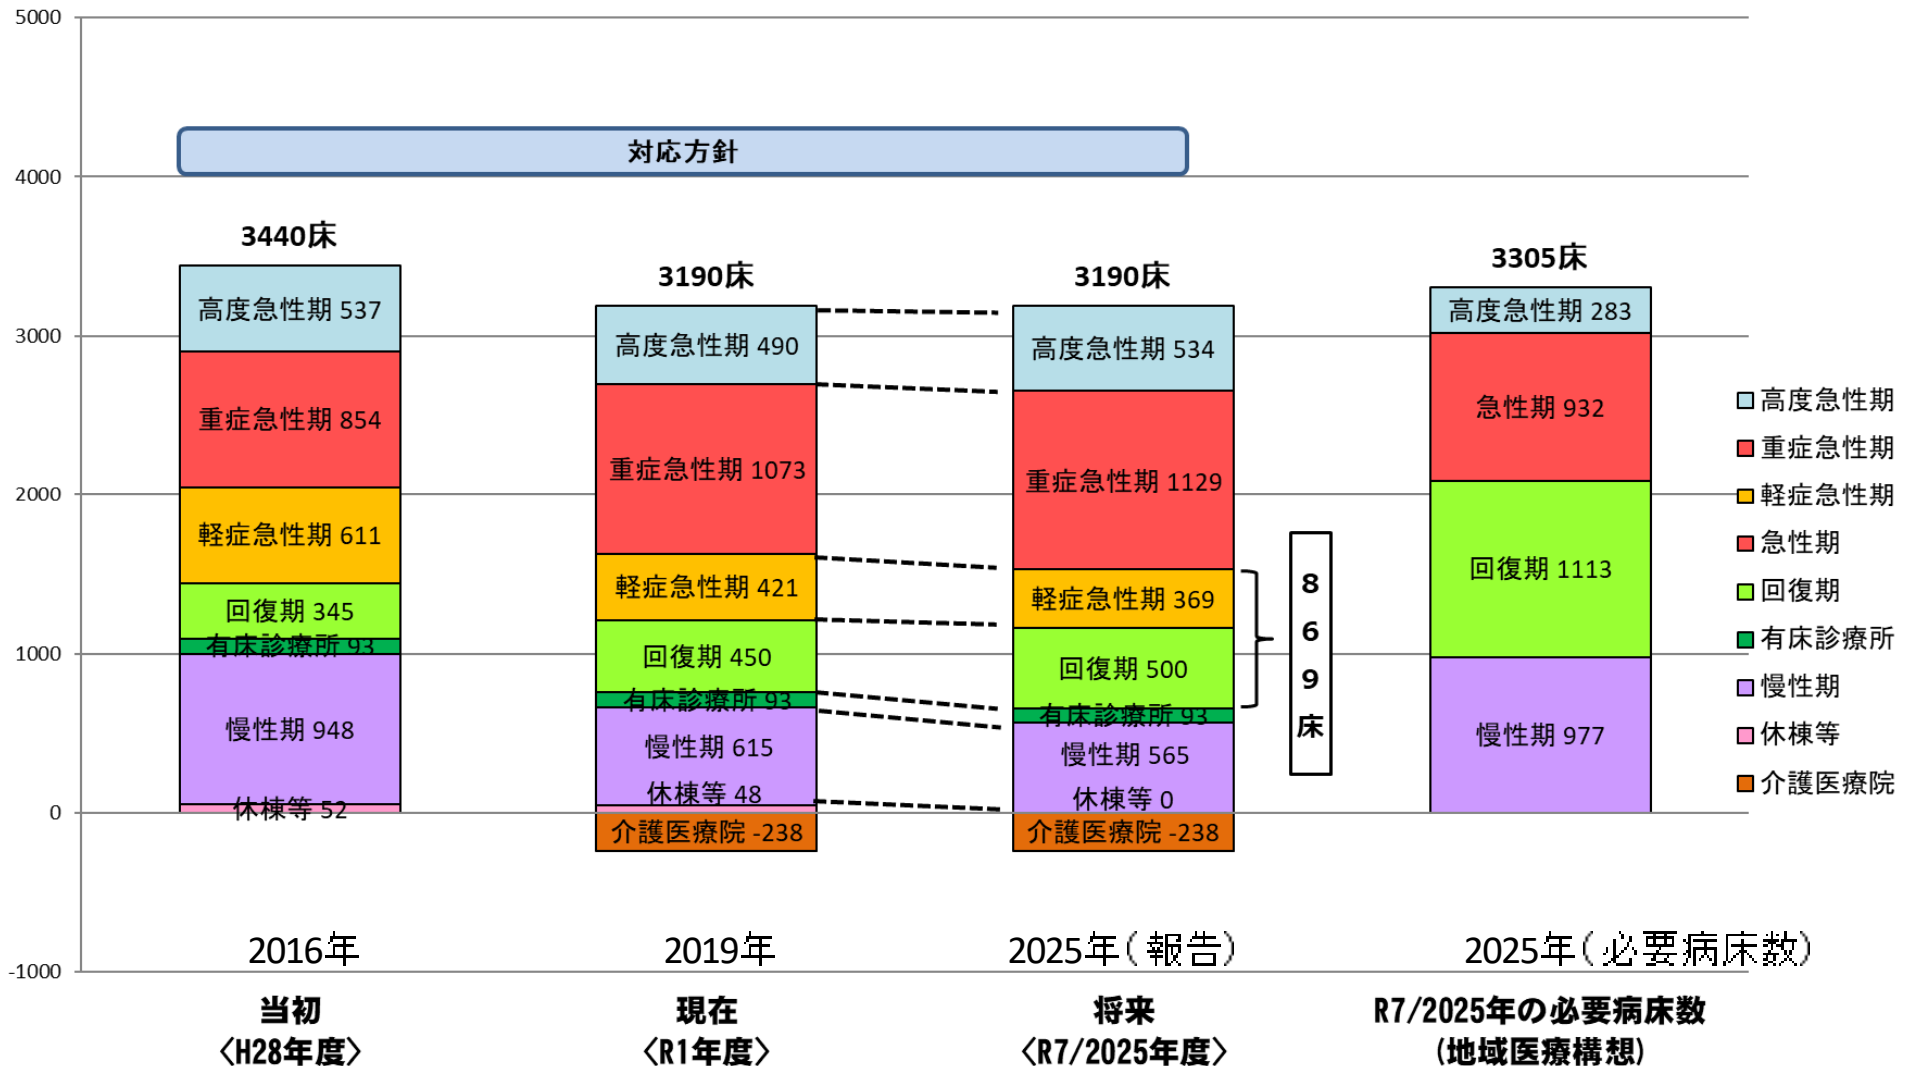 5000
4000
3000
2000
1000
0
-1000
対応方針
3440床
高度急性期 537
重症急性期 854
軽症急性期 611
回復期 345
有床診療所 93
慢性期 948
休棟等 52
3190床
高度急性期 490
重症急性期 1073
軽症急性期 421
回復期 450
有床診療所 93
慢性期 615
休棟等 48
介護医療院 -238
3190床
高度急性期 534
重症急性期 1129
軽症急性期 369
回復期 500
有床診療所 93
慢性期 565
休棟等 0
介護医療院 -238
869床
3305床
高度急性期 283
急性期 932
回復期 1113
慢性期 977
高度急性期
重症急性期
軽症急性期
急性期
回復期
有床診療所
慢性期
休棟等
介護医療院
2016年
2019年
2025年(報告)
2025年(必要病床数)
当初
〈H28年度〉
現在
〈R1年度〉
将来
〈R7/2025年度〉
R7/2025年の必要病床数
(地域医療構想)